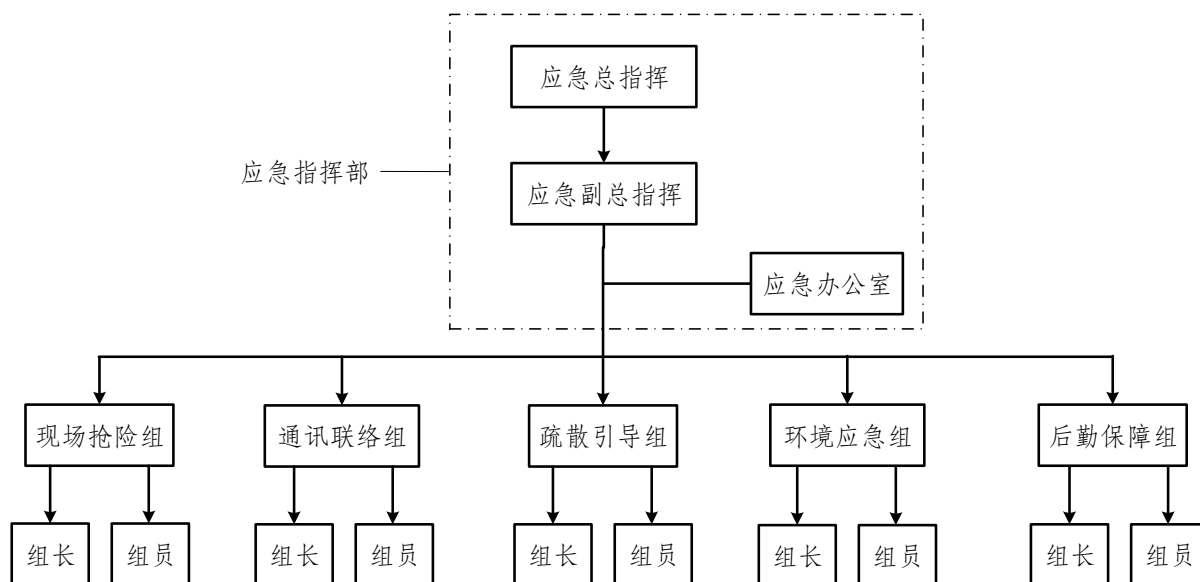 应急总指挥
应急指挥部
应急副总指挥
应急办公室
现场抢险组
通讯联络组
疏散引导组
环境应急组
后勤保障组
组长
组员
组长
组员
组长
组员
组长
组员
组长
组员